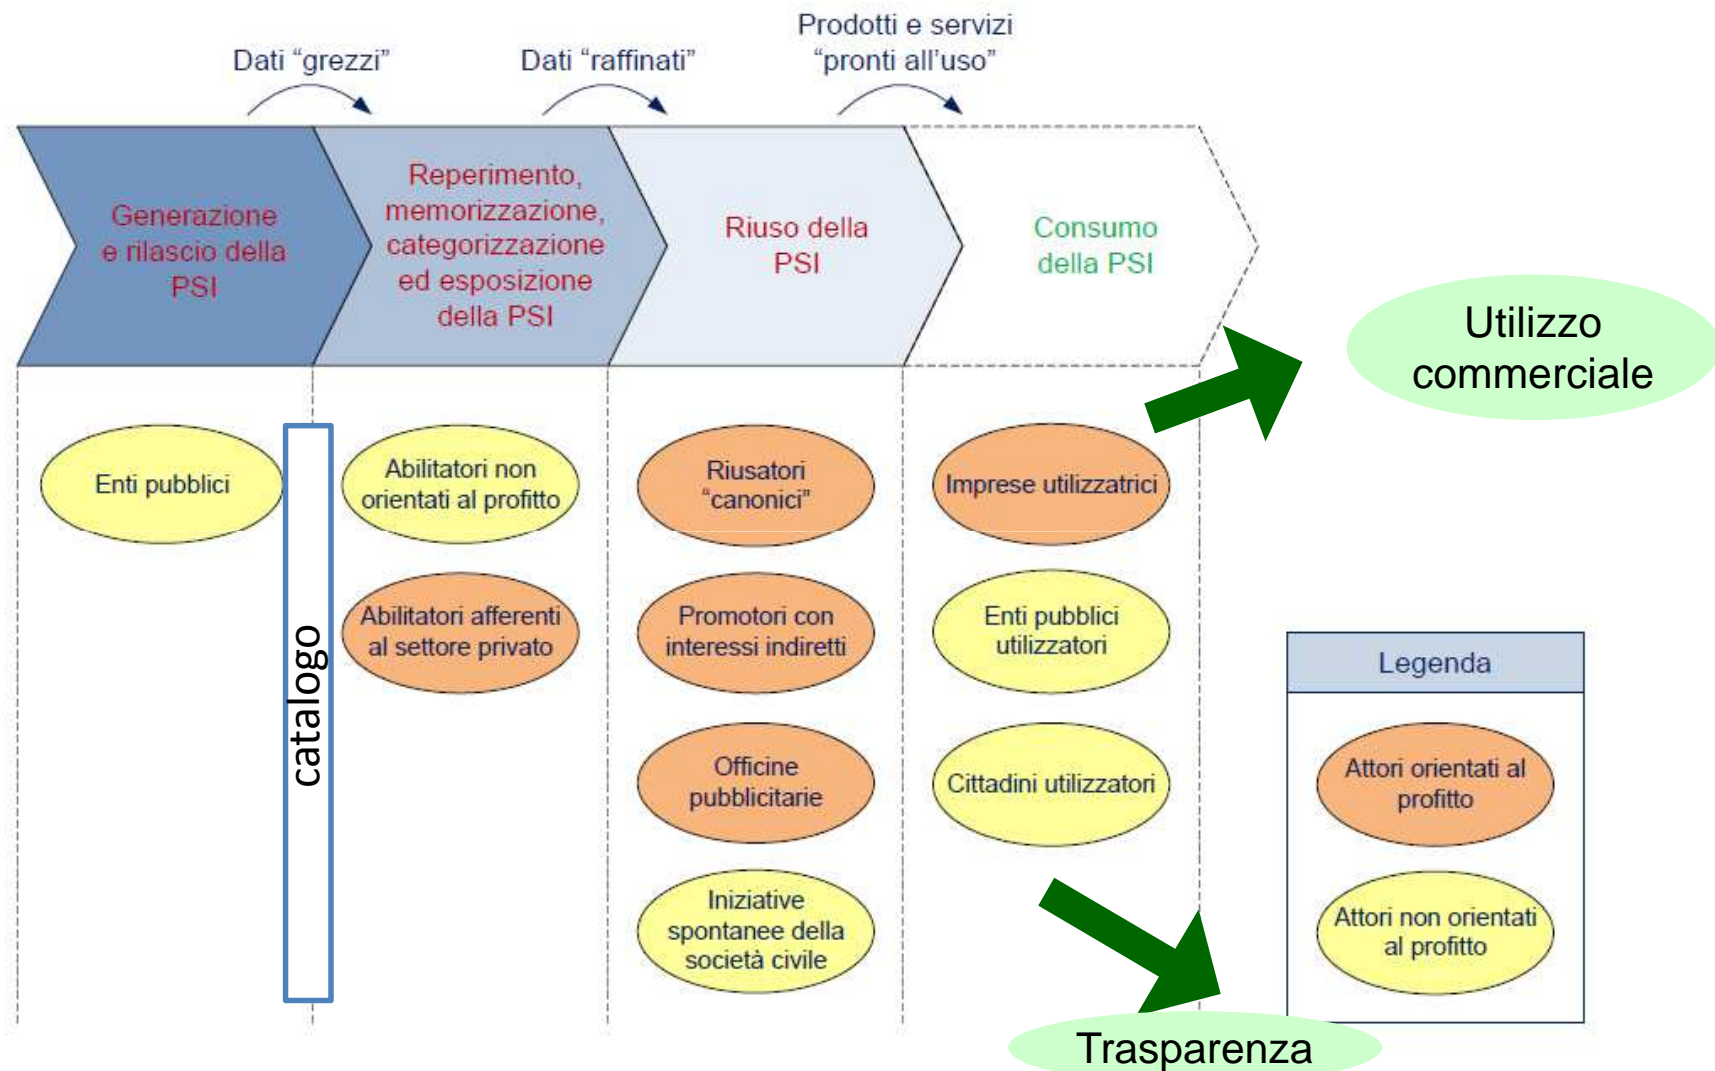 Dati “grezzi”
Dati “raffinati”
Prodotti e servizi
“pronti all’uso”
Generazione
e rilascio della
PSI
Reperimento,
memorizzazione,
categorizzazione
ed esposizione
della PSI
Riuso della
PSI
Consumo
della PSI
Utilizzo
commerciale
Enti pubblici
catalogo
Abilitatori non
orientati al profitto
Abilitatori afferenti
al settore privato
Riusatori
“canonici”
Promotori con
interessi indiretti
Officine
pubblicitarie
Iniziative
spontanee della
società civile
Imprese utilizzatrici
Enti pubblici
utilizzatori
Cittadini utilizzatori
Trasparenza
Legenda
Attori orientati al
profitto
Attori non orientati
al profitto